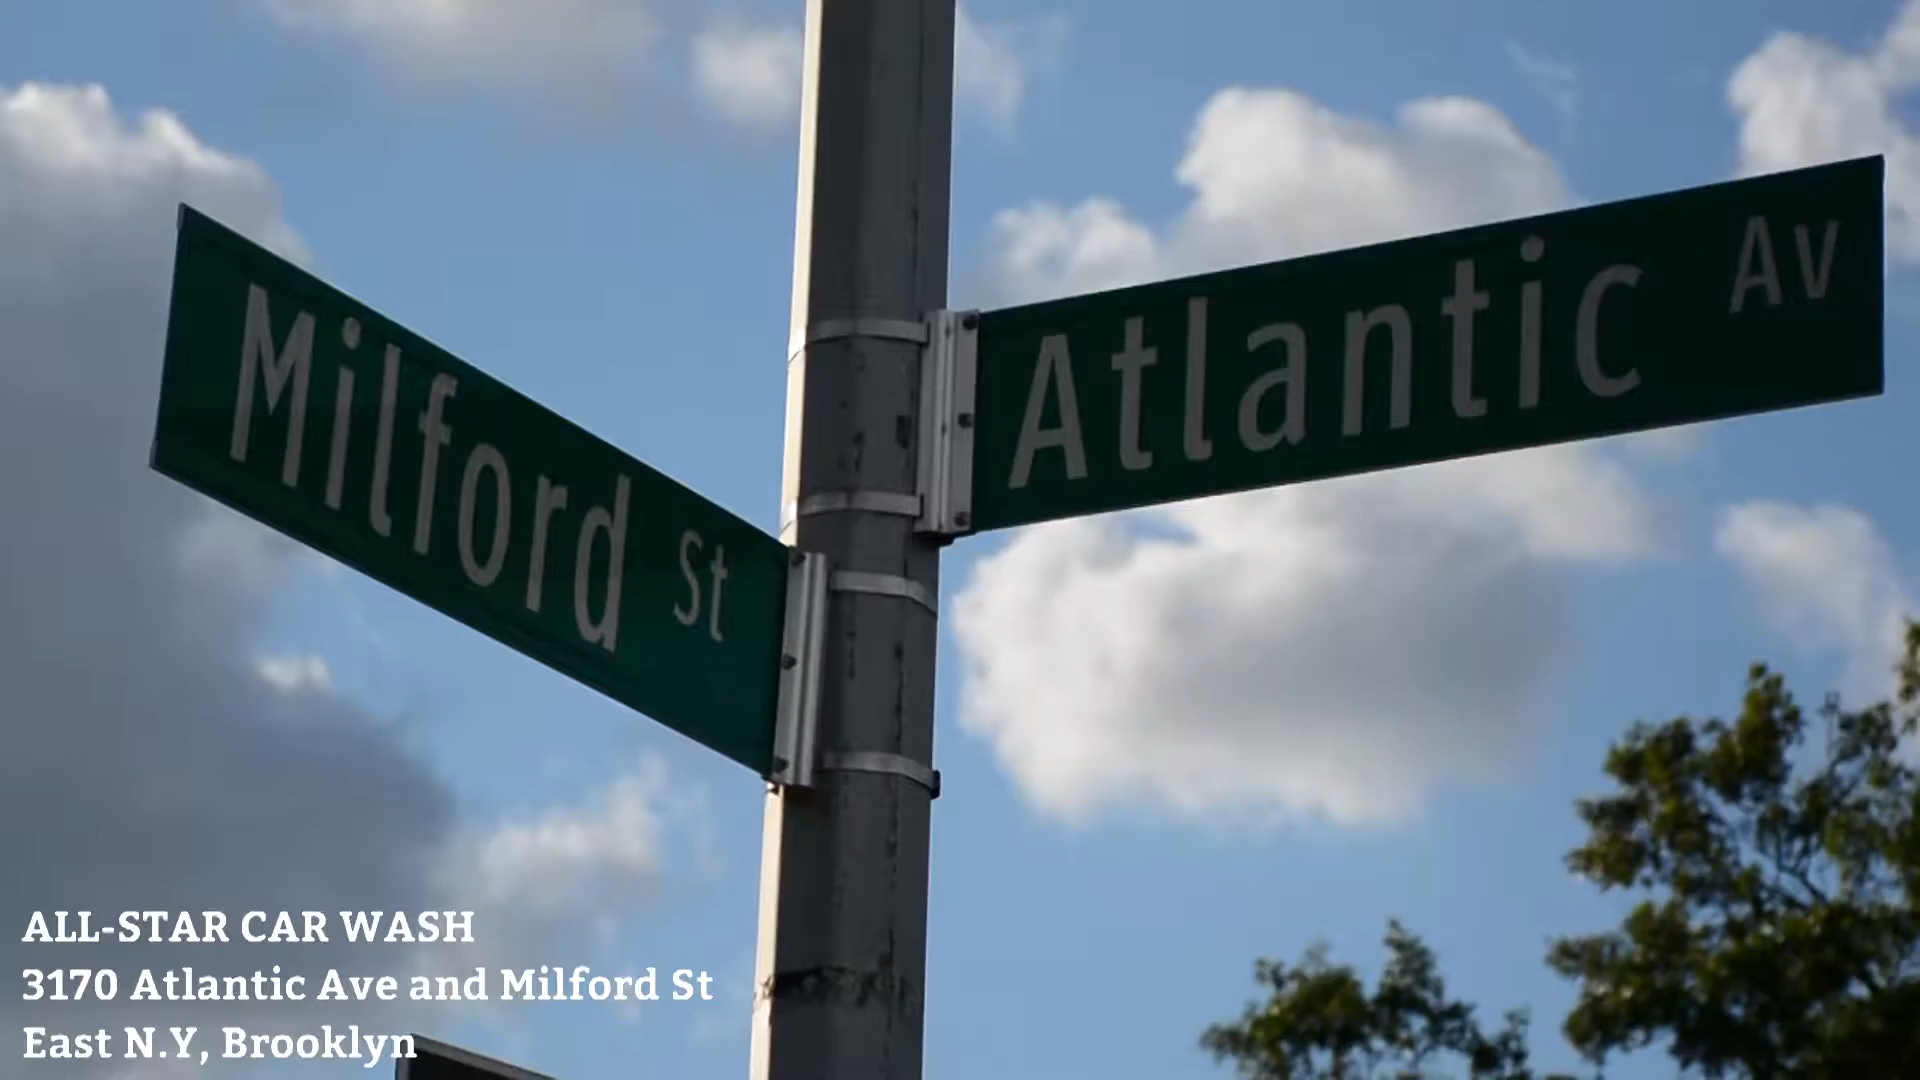 Milford St
Atlantic Av
ALL-STAR CAR WASH
3170 Atlantic Ave and Milford St
East N.Y, Brooklyn